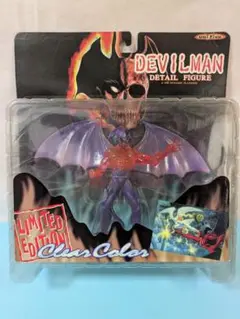 DEVILMAN
DETAIL FIGURE
LIMITED
EDITION!
Clear Color